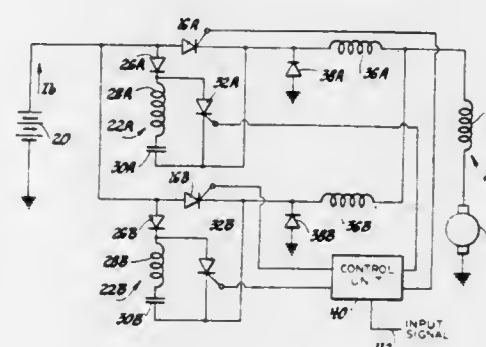 16A
Ib
26A
28A
32A
38A
36A
20
22A
30A
16B
26B
32B
38B
36B
28B
22B
30B
CONTROL
UNIT
40
INPUT
SIGNAL